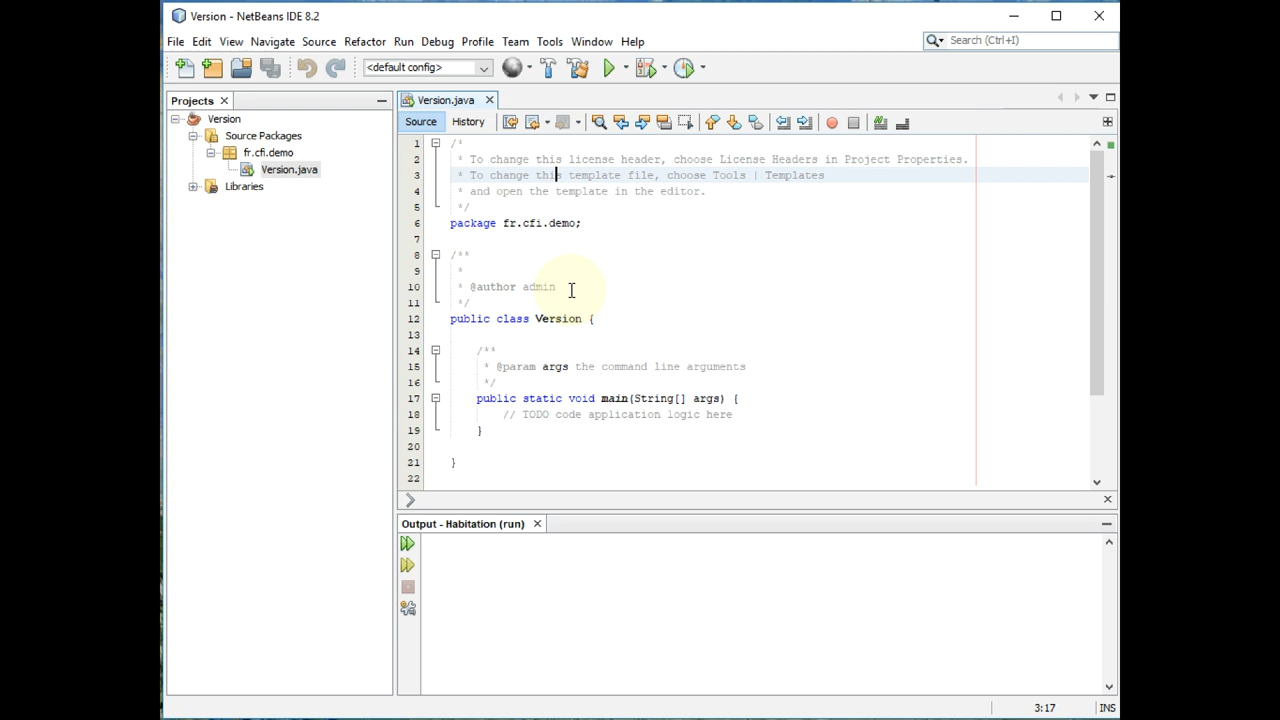 Version - NetBeans IDE 8.2
File Edit View Navigate Source Refactor Run Debug Profile Team Tools Window Help
Search (Ctrl+I)
<default config>
Projects
Version
Source Packages
fr.cfi.demo
Version.java
Libraries
Version.java
Source History
1 /*
2 * To change this license header, choose License Headers in Project Properties.
3 * To change this template file, choose Tools | Templates
4 * and open the template in the editor.
5 */
6 package fr.cfi.demo;
7
8 /**
9 *
10 * @author admin
11 */
12 public class Version {
13
14 /**
15 * @param args the command line arguments
16 */
17 public static void main(String[] args) {
18 // TODO code application logic here
19 }
20
21 }
22
Output - Habitation (run)
3:17 INS